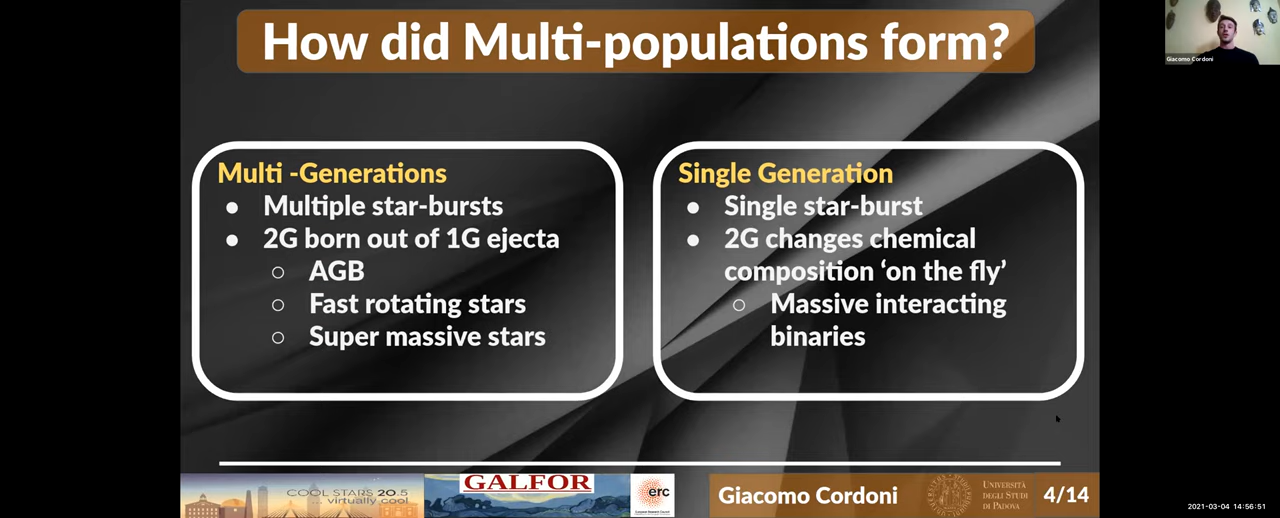 How did Multi-populations form?
Giacomo Cordoni
Multi -Generations
● Multiple star-bursts
● 2G born out of 1G ejecta
○ AGB
○ Fast rotating stars
○ Super massive stars
Single Generation
● Single star-burst
● 2G changes chemical
composition ‘on the fly’
○ Massive interacting
binaries
COOL STARS 20.5
... virtually cool
GALFOR
erc
European Research Council
Giacomo Cordoni
UNIVERSITÀ
DEGLI STUDI
DI PADOVA
4/14
2021-03-04 14:56:51